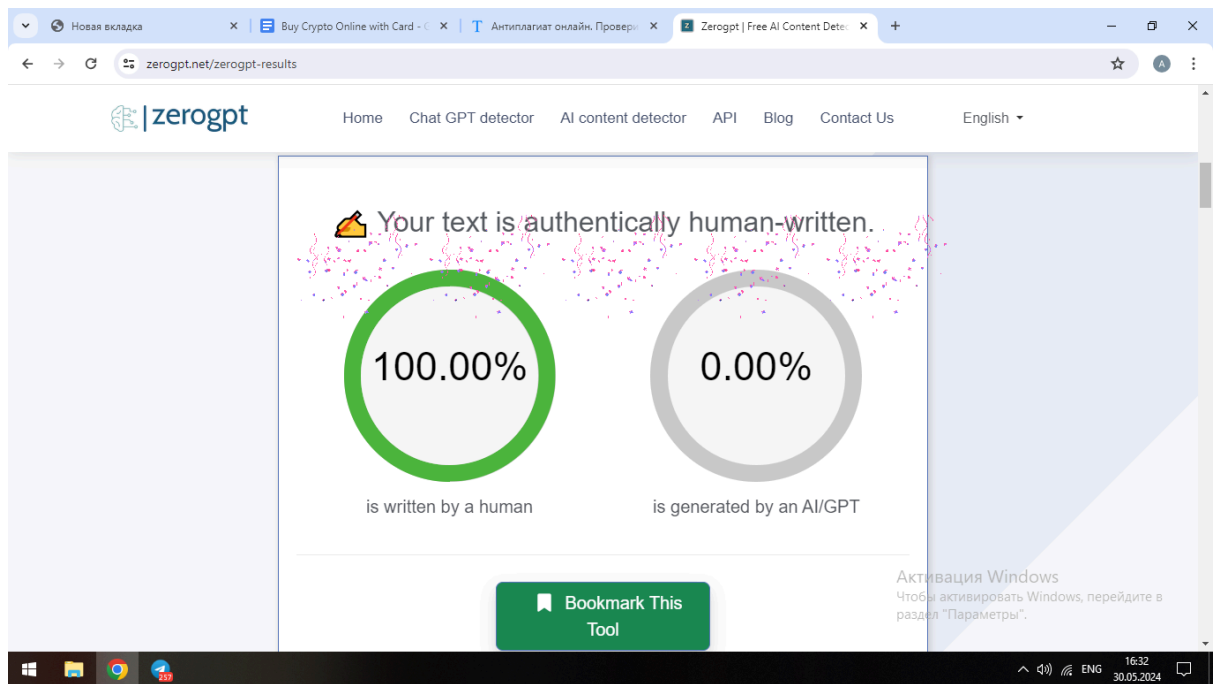 Новая вкладка
Buy Crypto Online with Card - G
Антиплагиат онлайн. Провери
Zerogpt | Free AI Content Detec
zerogpt.net/zerogpt-results
A
zerogpt
Home Chat GPT detector AI content detector API Blog Contact Us English
Your text is authentically human-written.
100.00% 0.00%
is written by a human is generated by an AI/GPT
Bookmark This
Tool
Активация Windows
Чтобы активировать Windows, перейдите в
раздел "Параметры".
257
ENG
16:32
30.05.2024